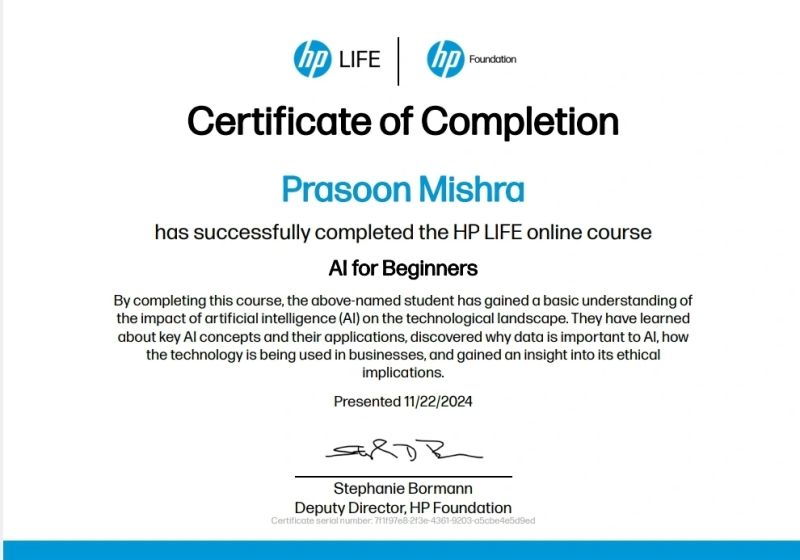 hp LIFE
hp Foundation
Certificate of Completion
Prasoon Mishra
has successfully completed the HP LIFE online course
AI for Beginners
By completing this course, the above-named student has gained a basic understanding of
the impact of artificial intelligence (AI) on the technological landscape. They have learned
about key AI concepts and their applications, discovered why data is important to AI, how
the technology is being used in businesses, and gained an insight into its ethical
implications.
Presented 11/22/2024
Stephanie Bormann
Deputy Director, HP Foundation
Certificate serial number: 7f1f97e8-2f3e-4361-9203-a5cbe4e5d9ed